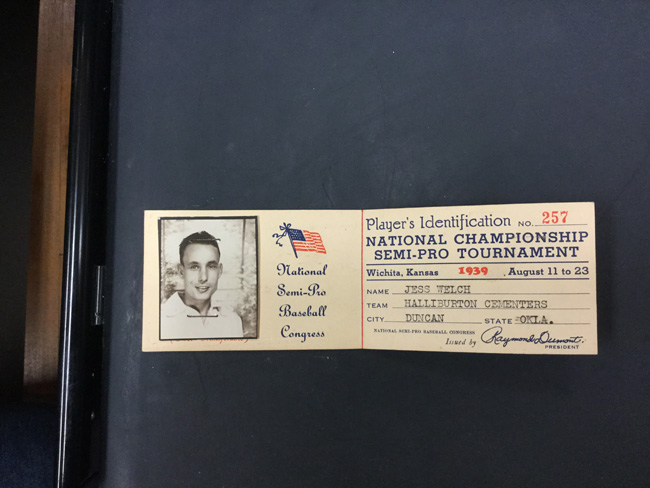 National
Semi-Pro
Baseball
Congress
Player's Identification NO. 257
NATIONAL CHAMPIONSHIP
SEMI-PRO TOURNAMENT
Wichita, Kansas 1939 August 11 to 23
NAME JESS WELCH
TEAM HALLIBURTON CEMENTERS
CITY DUNCAN STATE OKLA.
NATIONAL SEMI-PRO BASEBALL CONGRESS
Issued by Raymond Dumont.
PRESIDENT